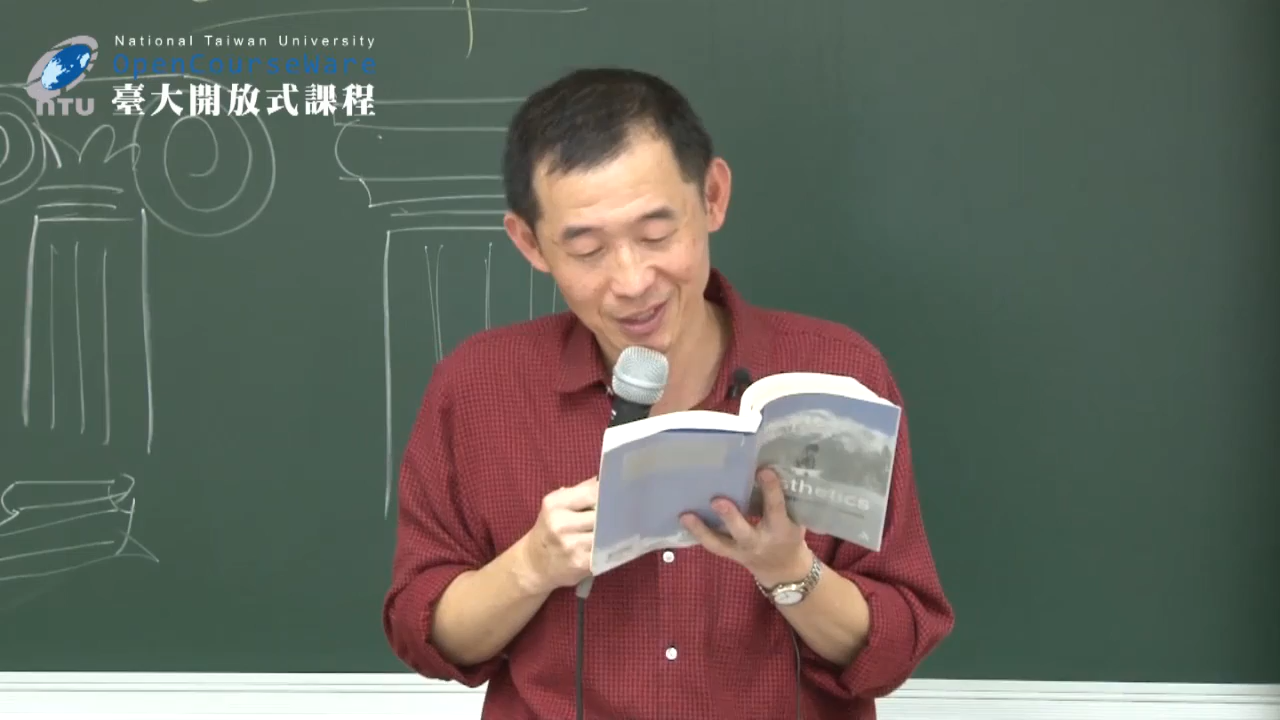 National Taiwan University
OpenCourseWare
NTU
臺大開放式課程
sthetics